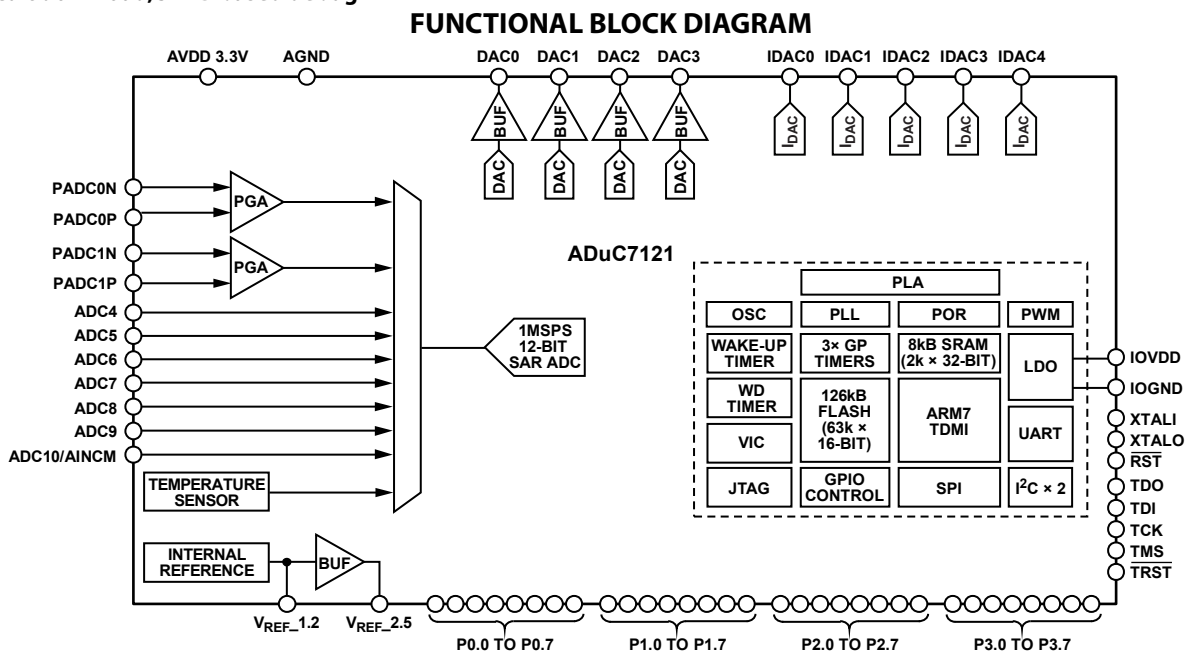 FUNCTIONAL BLOCK DIAGRAM
AVDD 3.3V AGND DAC0 DAC1 DAC2 DAC3 IDAC0 IDAC1 IDAC2 IDAC3 IDAC4
BUF BUF BUF BUF
DAC DAC DAC DAC
IDAC IDAC IDAC IDAC IDAC
PADC0N
PADC0P
PGA
PADC1N
PADC1P
PGA
ADC4
ADC5
ADC6
ADC7
ADC8
ADC9
ADC10/AINCM
TEMPERATURE
SENSOR
INTERNAL
REFERENCE
BUF
1MSPS
12-BIT
SAR ADC
ADuC7121
PLA
OSC PLL POR PWM
WAKE-UP
TIMER
3× GP
TIMERS
8kB SRAM
(2k × 32-BIT)
LDO
WD
TIMER
126kB
FLASH
(63k ×
16-BIT)
ARM7
TDMI
UART
VIC
JTAG
GPIO
CONTROL
SPI
I²C × 2
IOVDD
IOGND
XTALI
XTALO
RST
TDO
TDI
TCK
TMS
TRST
VREF_1.2 VREF_2.5
P0.0 TO P0.7 P1.0 TO P1.7 P2.0 TO P2.7 P3.0 TO P3.7